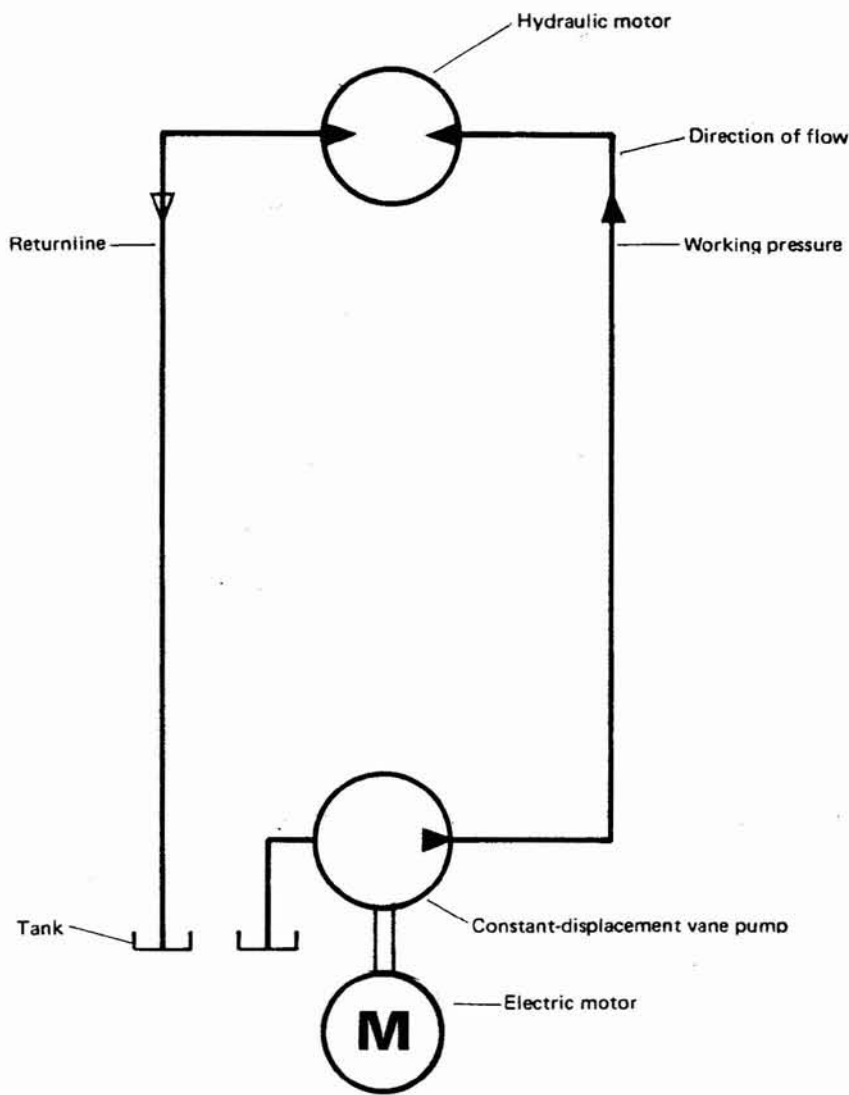 Hydraulic motor
Direction of flow
Returnline
Working pressure
Tank
Constant-displacement vane pump
Electric motor
M